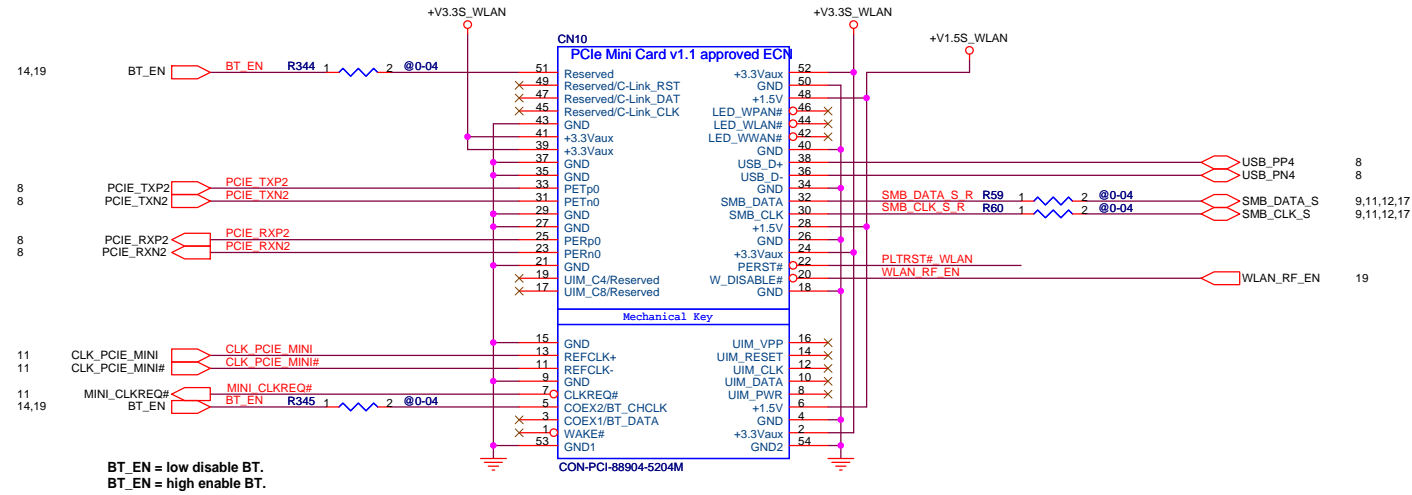 +V3.3S_WLAN
+V3.3S_WLAN
+V1.5S_WLAN
CN10
PCIe Mini Card v1.1 approved ECN
14,19 BT_EN BT_EN R344 1 2 @0-04 51 Reserved +3.3Vaux 52
49 Reserved/C-Link_RST GND 50
47 Reserved/C-Link_DAT +1.5V 48
45 Reserved/C-Link_CLK LED_WPAN# 46
43 GND LED_WLAN# 44
41 +3.3Vaux LED_WWAN# 42
39 +3.3Vaux GND 40
37 GND USB_D+ 38 USB_PP4 8
35 GND USB_D- 36 USB_PN4 8
8 PCIE_TXP2 PCIE_TXP2 33 PETp0 GND 34
8 PCIE_TXN2 PCIE_TXN2 31 PETn0 SMB_DATA 32 SMB_DATA_S_R R59 1 2 @0-04 SMB_DATA_S 9,11,12,17
29 GND SMB_CLK 30 SMB_CLK_S_R R60 1 2 @0-04 SMB_CLK_S 9,11,12,17
27 GND +1.5V 28
8 PCIE_RXP2 PCIE_RXP2 25 PERp0 GND 26
8 PCIE_RXN2 PCIE_RXN2 23 PERn0 +3.3Vaux 24
21 GND PERST# 22 PLTRST#_WLAN
19 UIM_C4/Reserved W_DISABLE# 20 WLAN_RF_EN WLAN_RF_EN 19
17 UIM_C8/Reserved GND 18
Mechanical Key
15 GND UIM_VPP 16
11 CLK_PCIE_MINI CLK_PCIE_MINI 13 REFCLK+ UIM_RESET 14
11 CLK_PCIE_MINI# CLK_PCIE_MINI# 11 REFCLK- UIM_CLK 12
9 GND UIM_DATA 10
11 MINI_CLKREQ# MINI_CLKREQ# 7 CLKREQ# UIM_PWR 8
14,19 BT_EN BT_EN R345 1 2 @0-04 5 COEX2/BT_CHCLK +1.5V 6
3 COEX1/BT_DATA GND 4
1 WAKE# +3.3Vaux 2
53 GND1 GND2 54
CON-PCI-88904-5204M
BT_EN = low disable BT.
BT_EN = high enable BT.